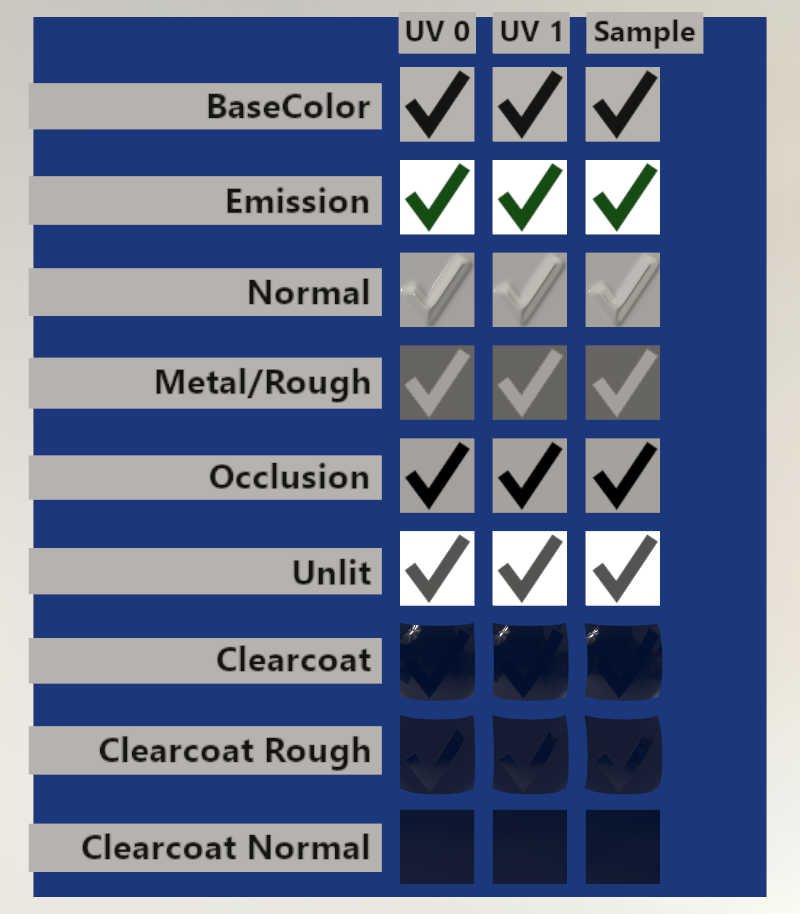 UV 0 UV 1 Sample
BaseColor
Emission
Normal
Metal/Rough
Occlusion
Unlit
Clearcoat
Clearcoat Rough
Clearcoat Normal